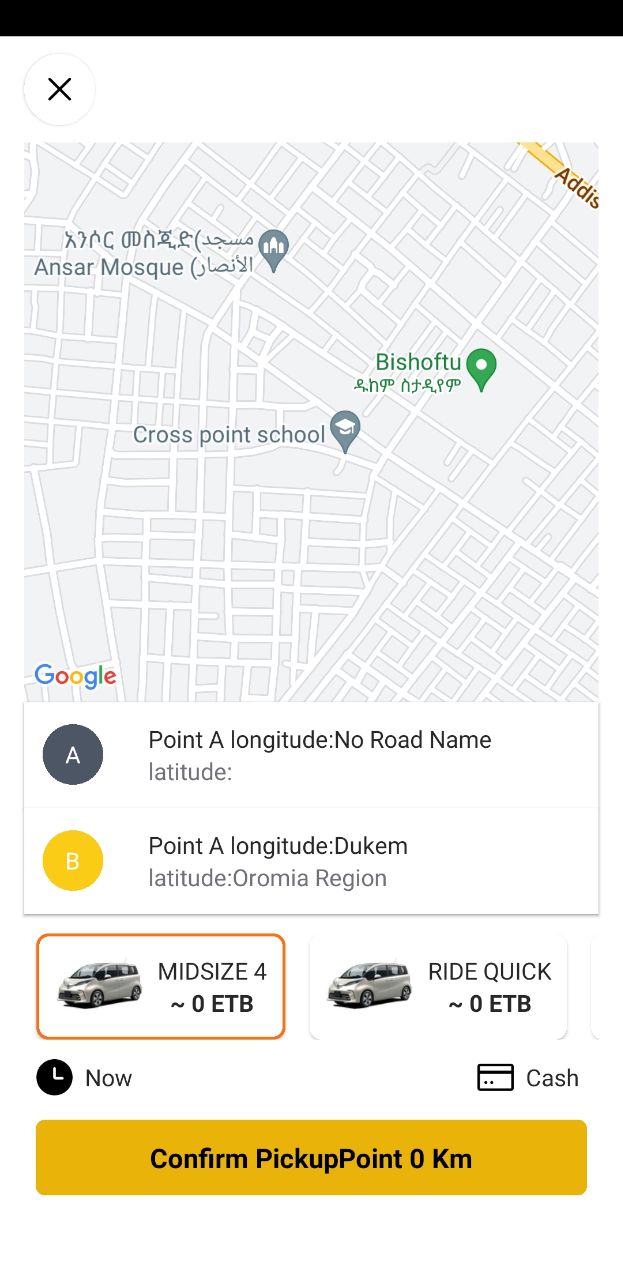 Addis
አንሶር መስጂድ(مسجد
Ansar Mosque (الأنصار
Bishoftu
ዱከም ስታዲየም
Cross point school
Google
A
Point A longitude:No Road Name
latitude:
B
Point A longitude:Dukem
latitude:Oromia Region
MIDSIZE 4
~ 0 ETB
RIDE QUICK
~ 0 ETB
Now
Cash
Confirm PickupPoint 0 Km